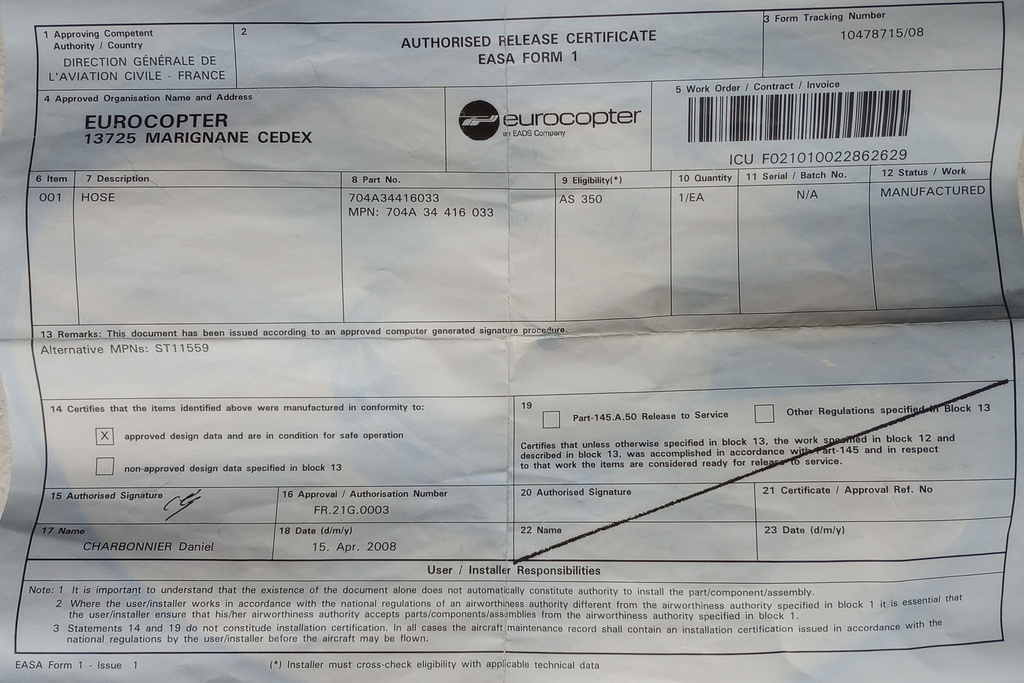 1 Approving Competent
Authority / Country
DIRECTION GÉNÉRALE DE
L'AVIATION CIVILE - FRANCE
2
AUTHORISED RELEASE CERTIFICATE
EASA FORM 1
3 Form Tracking Number
10478715/08
4 Approved Organisation Name and Address
EUROCOPTER
13725 MARIGNANE CEDEX
eurocopter
an EADS Company
5 Work Order / Contract / Invoice
ICU F021010022862629
6 Item 7 Description 8 Part No. 9 Eligibility(*) 10 Quantity 11 Serial / Batch No. 12 Status / Work
001 HOSE 704A34416033 AS 350 1/EA N/A MANUFACTURED
MPN: 704A 34 416 033
13 Remarks: This document has been issued according to an approved computer generated signature procedure.
Alternative MPNs: ST11559
14 Certifies that the items identified above were manufactured in conformity to:
X approved design data and are in condition for safe operation
non-approved design data specified in block 13
19
Part-145.A.50 Release to Service
Other Regulations specified in Block 13
Certifies that unless otherwise specified in block 13, the work specified in block 12 and
described in block 13, was accomplished in accordance with Part-145 and in respect
to that work the items are considered ready for release to service.
15 Authorised Signature
16 Approval / Authorisation Number
FR.21G.0003
20 Authorised Signature
21 Certificate / Approval Ref. No
17 Name
CHARBONNIER Daniel
18 Date (d/m/y)
15. Apr. 2008
22 Name
23 Date (d/m/y)
User / Installer Responsibilities
Note: 1 It is important to understand that the existence of the document alone does not automatically constitute authority to install the part/component/assembly.
2 Where the user/installer works in accordance with the national regulations of an airworthiness authority different from the airworthiness authority specified in block 1 it is essential that
the user/installer ensure that his/her airworthiness authority accepts parts/components/assemblies from the airworthiness authority specified in block 1.
3 Statements 14 and 19 do not constitute installation certification. In all cases the aircraft maintenance record shall contain an installation certification issued in accordance with the
national regulations by the user/installer before the aircraft may be flown.
EASA Form 1 - Issue 1
(*) Installer must cross-check eligibility with applicable technical data